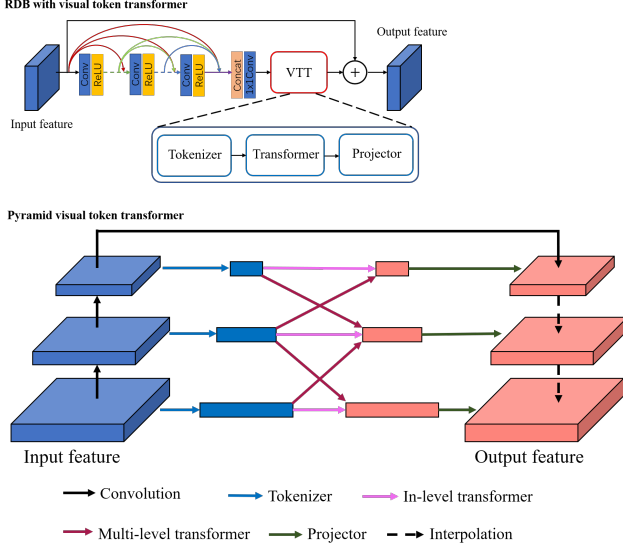 RDB with visual token transformer
Output feature
Conv
ReLU
Conv
ReLU
Conv
ReLU
Concat
1x1Conv
VTT
+
Input feature
Tokenizer
Transformer
Projector
Pyramid visual token transformer
Input feature
Output feature
Convolution
Tokenizer
In-level transformer
Multi-level transformer
Projector
Interpolation